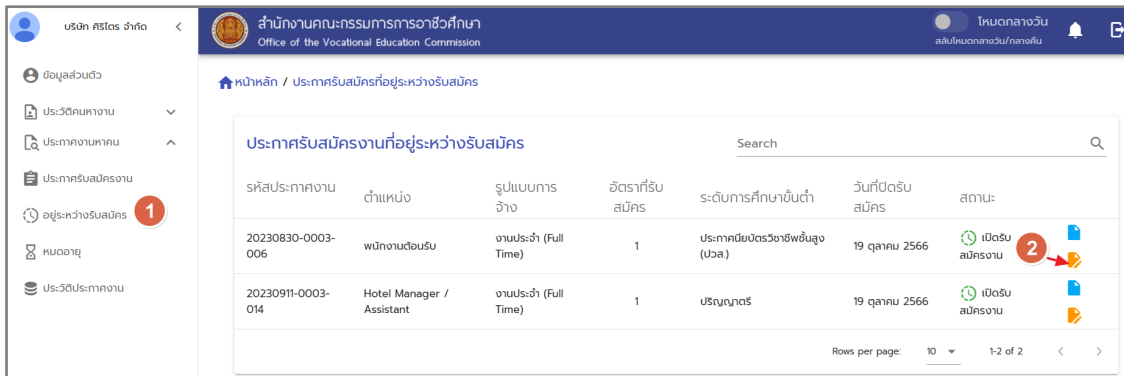 บริษัท ศิริไตร จำกัด
สำนักงานคณะกรรมการการอาชีวศึกษา
Office of the Vocational Education Commission
โหมดกลางวัน
สลับโหมดกลางวัน/กลางคืน
ข้อมูลส่วนตัว
ประวัติคนหางาน
ประกาศงานหาคน
ประกาศรับสมัครงาน
อยู่ระหว่างรับสมัคร
1
หมดอายุ
ประวัติประกาศงาน
หน้าหลัก / ประกาศรับสมัครที่อยู่ระหว่างรับสมัคร
ประกาศรับสมัครงานที่อยู่ระหว่างรับสมัคร
Search
รหัสประกาศงาน ตำแหน่ง รูปแบบการจ้าง อัตราที่รับสมัคร ระดับการศึกษาขั้นต่ำ วันที่ปิดรับสมัคร สถานะ
20230830-0003-006 พนักงานต้อนรับ งานประจำ (Full Time) 1 ประกาศนียบัตรวิชาชีพชั้นสูง (ปวส.) 19 ตุลาคม 2566 เปิดรับสมัครงาน
2
20230911-0003-014 Hotel Manager / Assistant งานประจำ (Full Time) 1 ปริญญาตรี 19 ตุลาคม 2566 เปิดรับสมัครงาน
Rows per page: 10 1-2 of 2